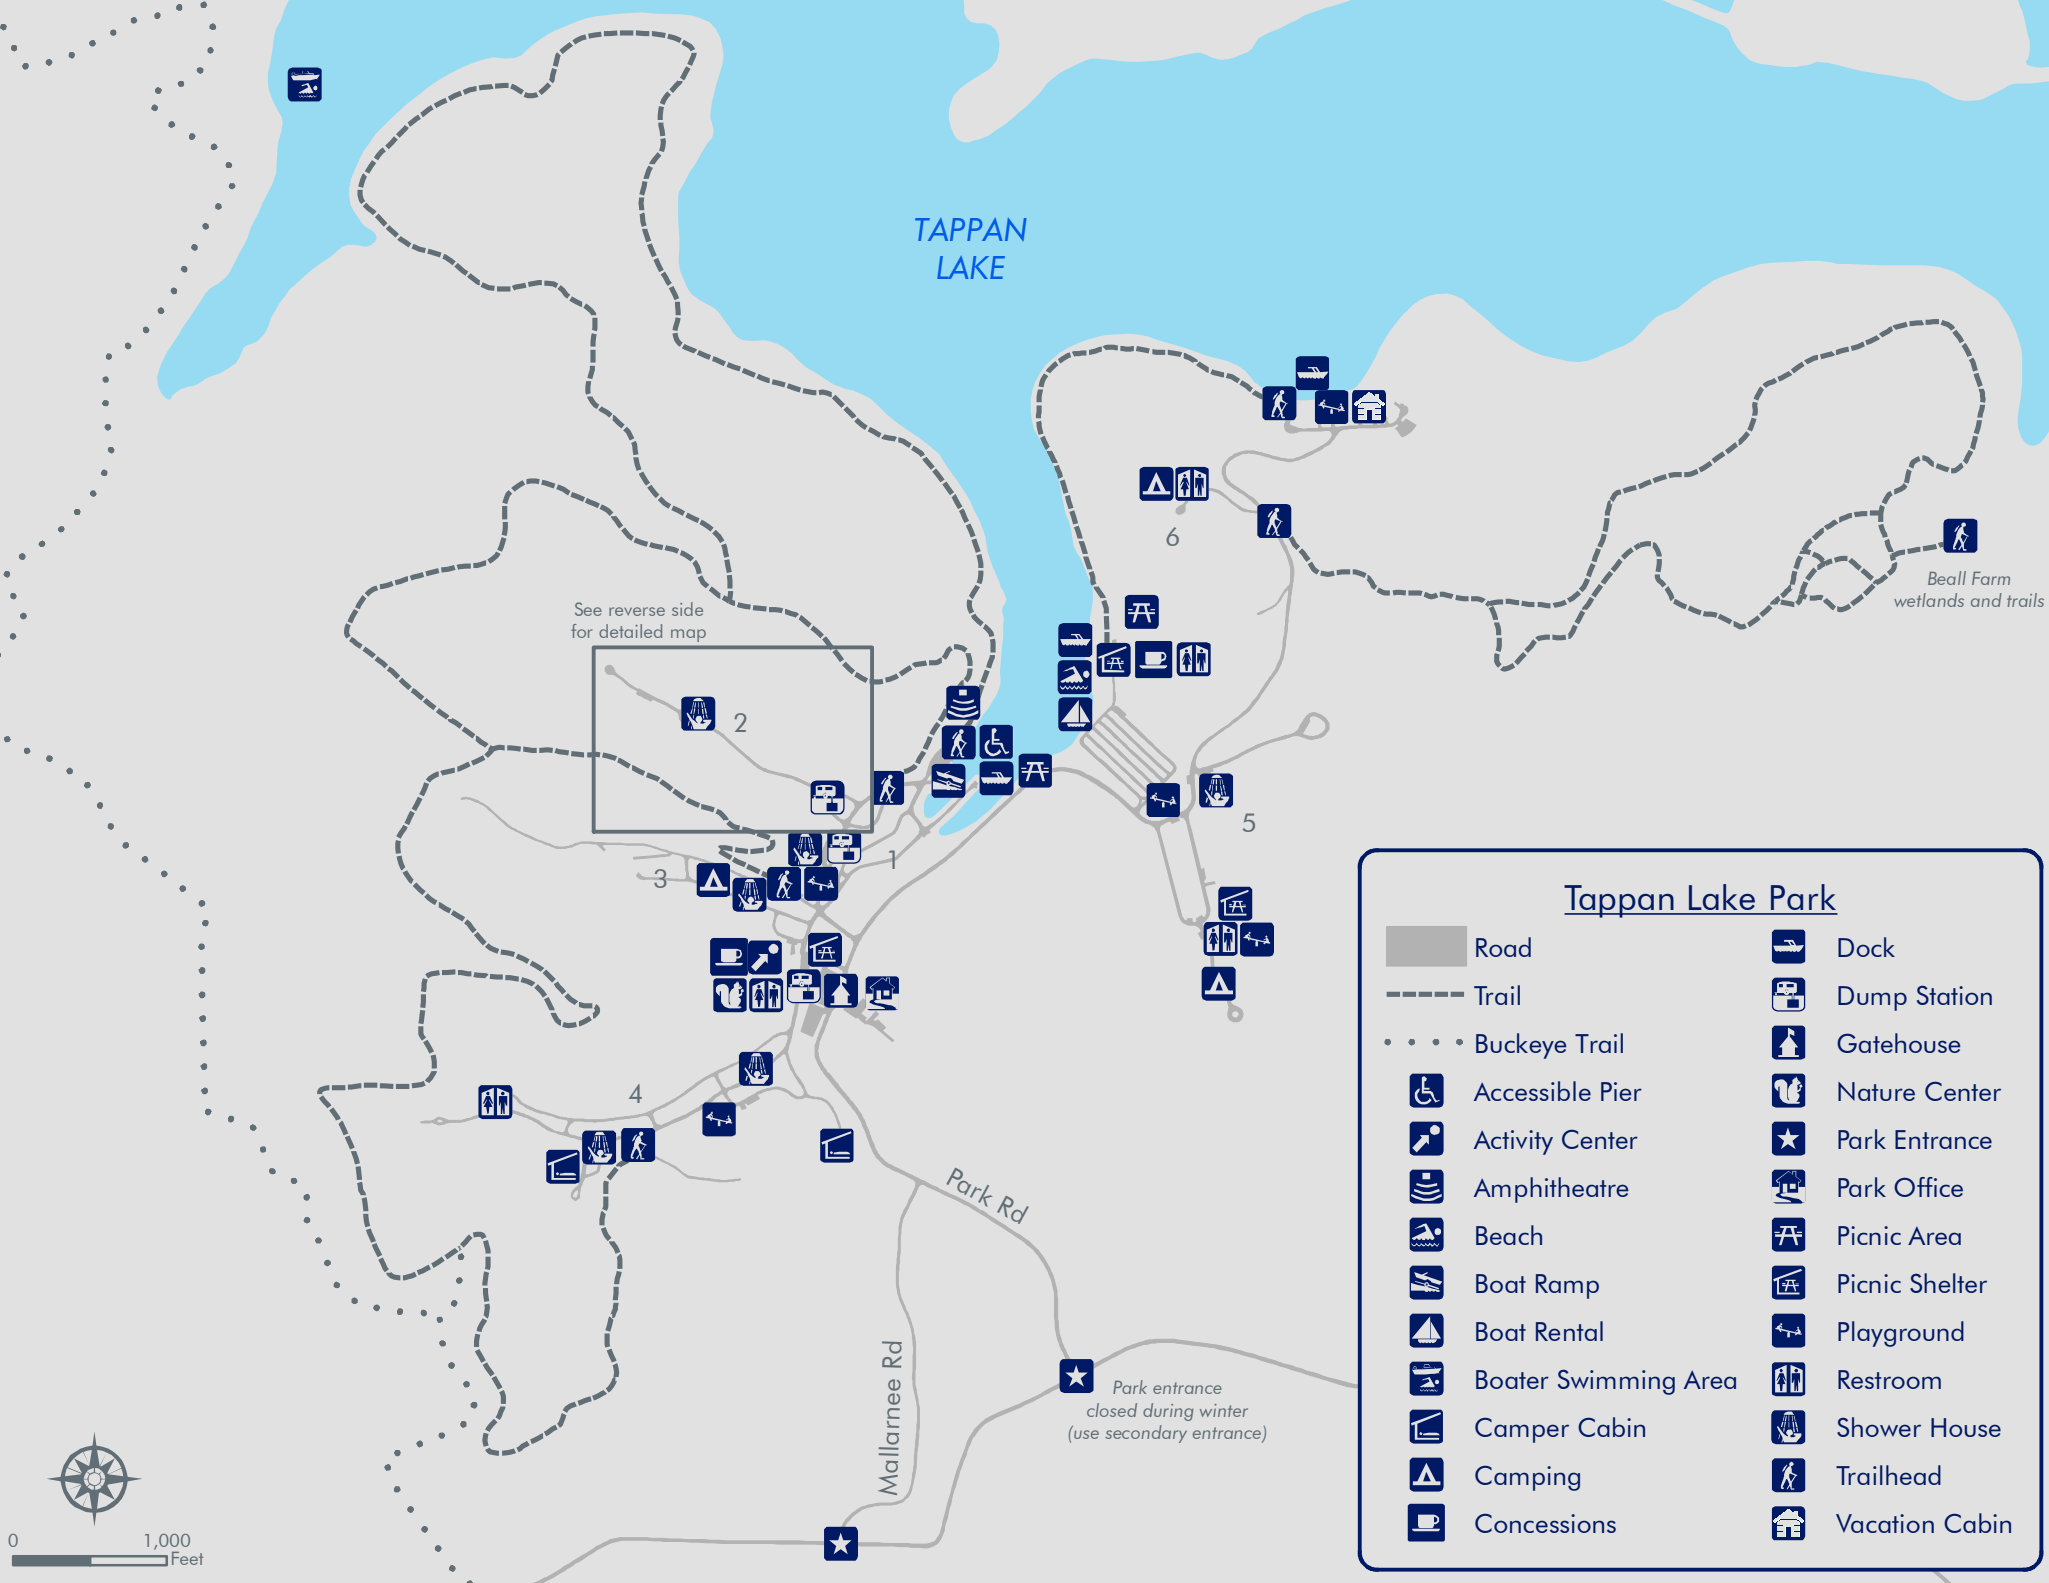 TAPPAN
LAKE
6
Beall Farm
wetlands and trails
See reverse side
for detailed map
2
5
1
3
4
Park Rd
Mallarnee Rd
Park entrance
closed during winter
(use secondary entrance)
0 1,000
Feet
Tappan Lake Park
Road
Trail
Buckeye Trail
Accessible Pier
Activity Center
Amphitheatre
Beach
Boat Ramp
Boat Rental
Boater Swimming Area
Camper Cabin
Camping
Concessions
Dock
Dump Station
Gatehouse
Nature Center
Park Entrance
Park Office
Picnic Area
Picnic Shelter
Playground
Restroom
Shower House
Trailhead
Vacation Cabin